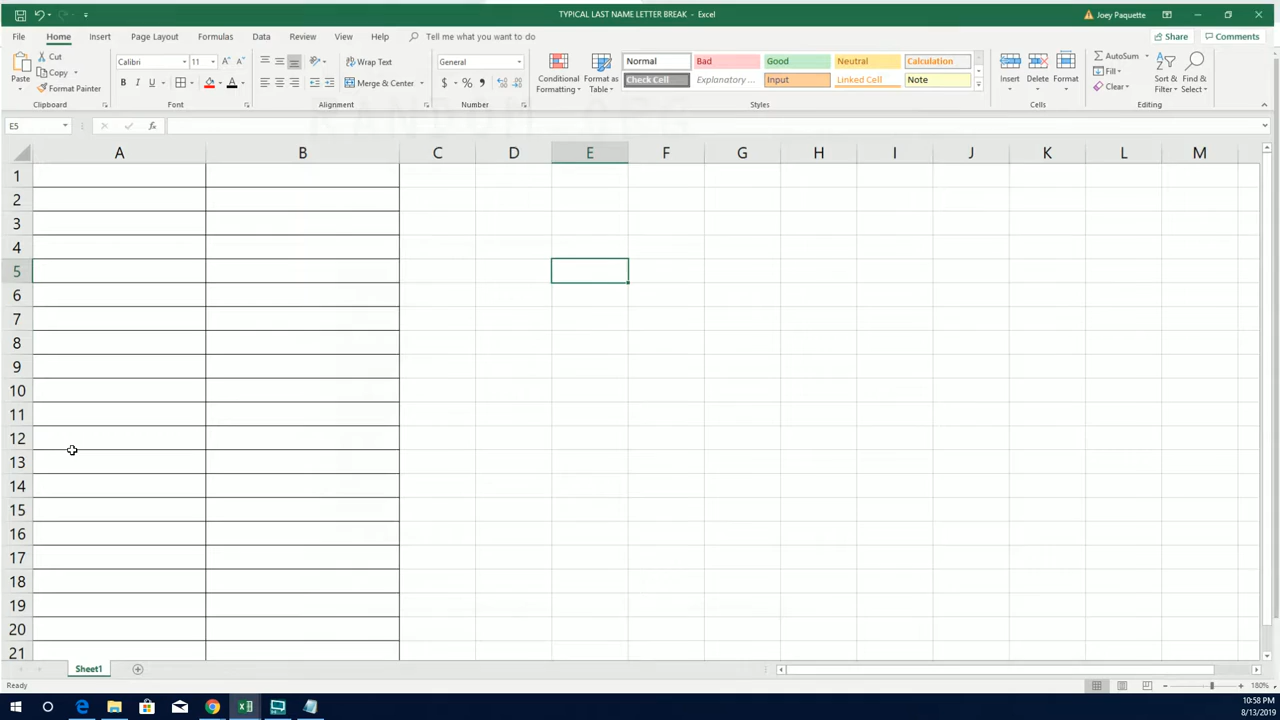 TYPICAL LAST NAME LETTER BREAK - Excel
Joey Paquette
File Home Insert Page Layout Formulas Data Review View Help Tell me what you want to do
Share Comments
Paste
Cut
Copy
Format Painter
Clipboard
Calibri 11
B I U
Font
Wrap Text
Merge & Center
Alignment
General
$ % ,
Number
Conditional Formatting
Format as Table
Normal Bad Good Neutral Calculation
Check Cell Explanatory ... Input Linked Cell Note
Styles
Insert Delete Format
Cells
AutoSum
Fill
Clear
Sort & Filter
Find & Select
Editing
E5
fx
A B C D E F G H I J K L M
1
2
3
4
5
6
7
8
9
10
11
12
13
14
15
16
17
18
19
20
21
Sheet1
Ready
180%
10:58 PM
8/13/2019